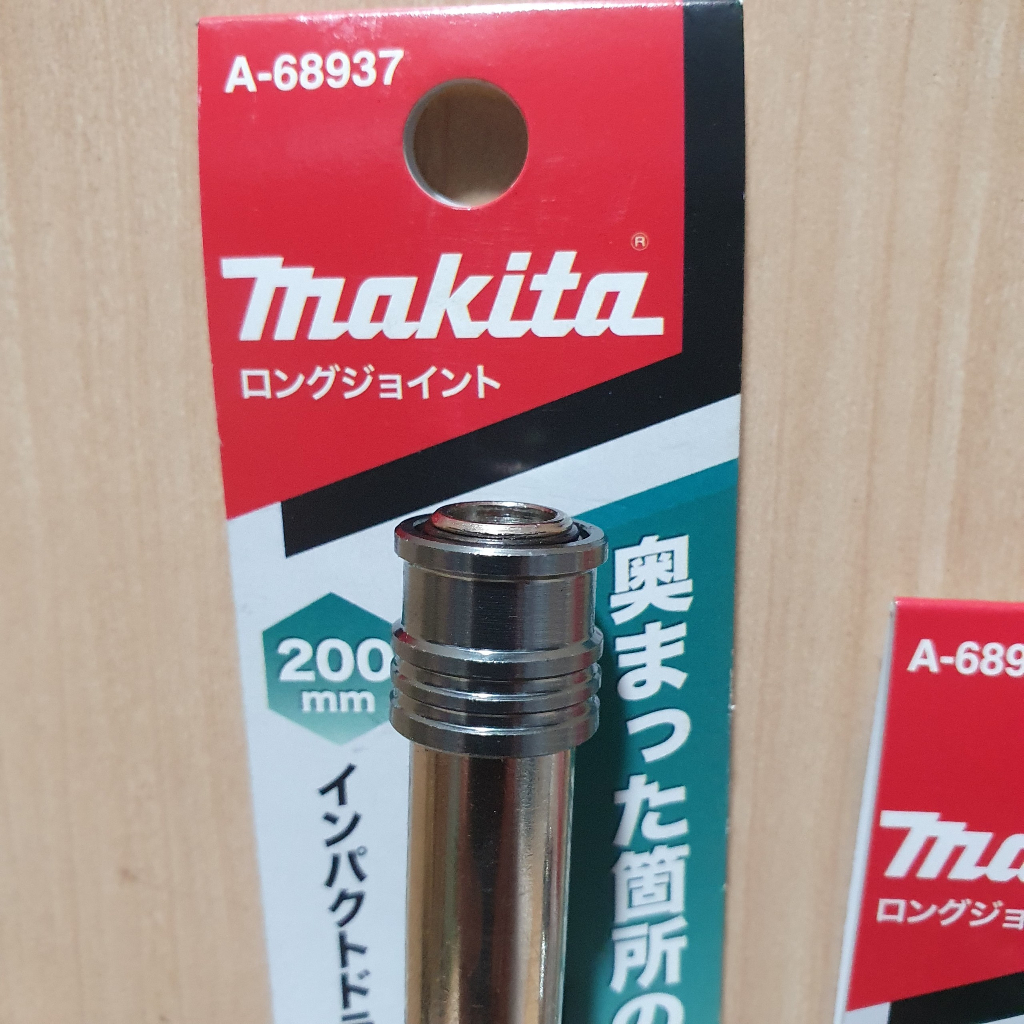 A-68937
makita®
ロングジョイント
200
mm
インパクトド
奥まった箇所の
A-689
ma
ロングジョ